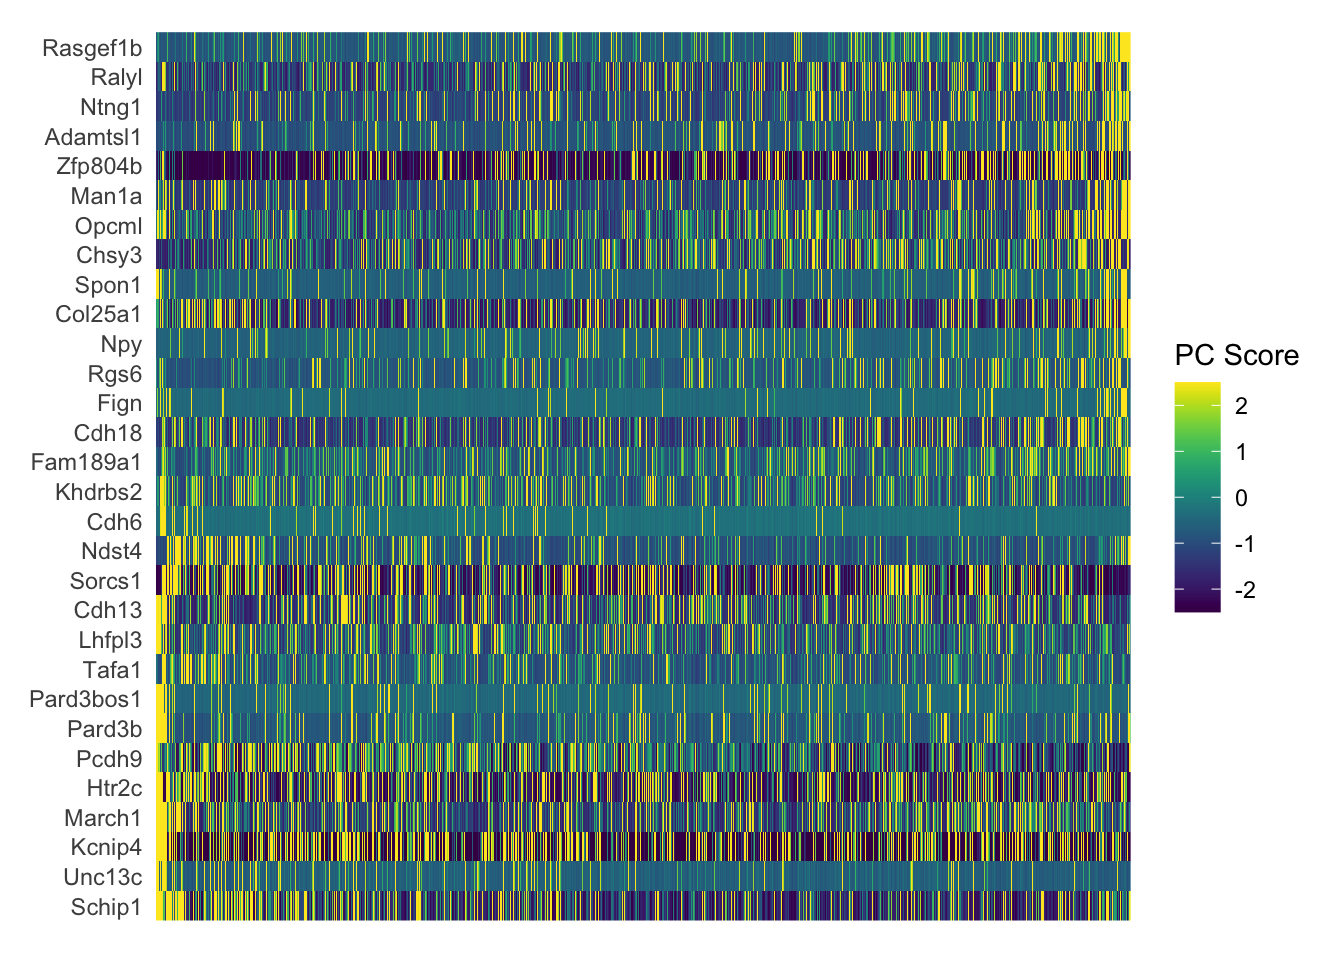 Rasgef1b
Ralyl
Ntng1
Adamtsl1
Zfp804b
Man1a
Opcml
Chsy3
Spon1
Col25a1
Npy
Rgs6
Fign
Cdh18
Fam189a1
Khdrbs2
Cdh6
Ndst4
Sorcs1
Cdh13
Lhfpl3
Tafa1
Pard3bos1
Pard3b
Pcdh9
Htr2c
March1
Kcnip4
Unc13c
Schip1
PC Score
2
1
0
-1
-2